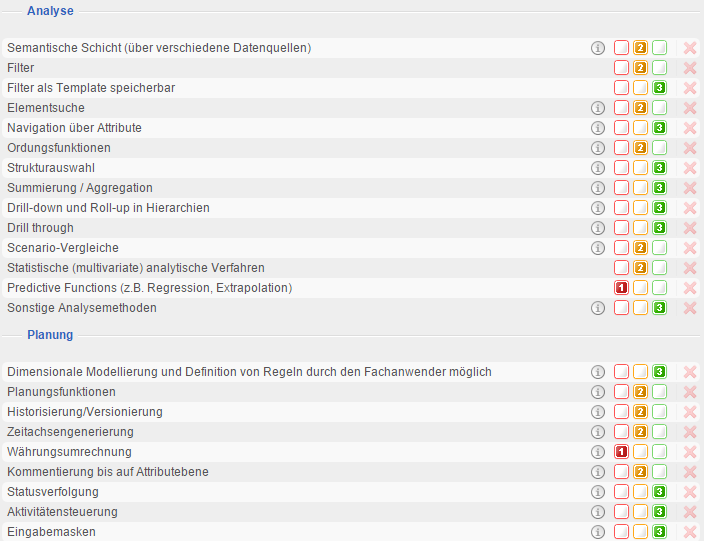 Analyse
Semantische Schicht (über verschiedene Datenquellen) i 2
Filter 2
Filter als Template speicherbar 3
Elementsuche i 2
Navigation über Attribute i 3
Ordungsfunktionen i 2
Strukturauswahl i 3
Summierung / Aggregation i 3
Drill-down und Roll-up in Hierarchien i 3
Drill through i 3
Scenario-Vergleiche i 2
Statistische (multivariate) analytische Verfahren 2
Predictive Functions (z.B. Regression, Extrapolation) 1
Sonstige Analysemethoden i 3
Planung
Dimensionale Modellierung und Definition von Regeln durch den Fachanwender möglich i 3
Planungsfunktionen i 2
Historisierung/Versionierung i 2
Zeitachsengenerierung i 2
Währungsumrechnung i 1
Kommentierung bis auf Attributebene i 2
Statusverfolgung i 3
Aktivitätensteuerung i 3
Eingabemasken i 3